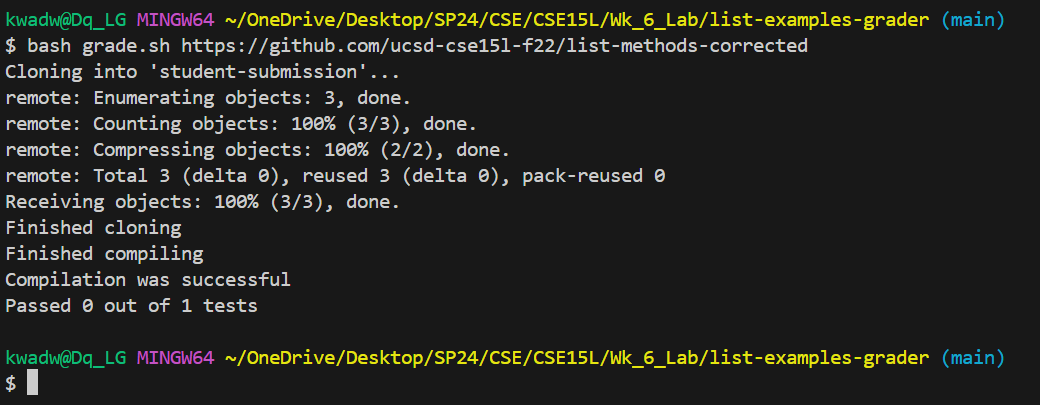 kwadw@Dq_LG MINGW64 ~/OneDrive/Desktop/SP24/CSE/CSE15L/Wk_6_Lab/list-examples-grader (main)
$ bash grade.sh https://github.com/ucsd-cse15l-f22/list-methods-corrected
Cloning into 'student-submission'...
remote: Enumerating objects: 3, done.
remote: Counting objects: 100% (3/3), done.
remote: Compressing objects: 100% (2/2), done.
remote: Total 3 (delta 0), reused 3 (delta 0), pack-reused 0
Receiving objects: 100% (3/3), done.
Finished cloning
Finished compiling
Compilation was successful
Passed 0 out of 1 tests
kwadw@Dq_LG MINGW64 ~/OneDrive/Desktop/SP24/CSE/CSE15L/Wk_6_Lab/list-examples-grader (main)
$